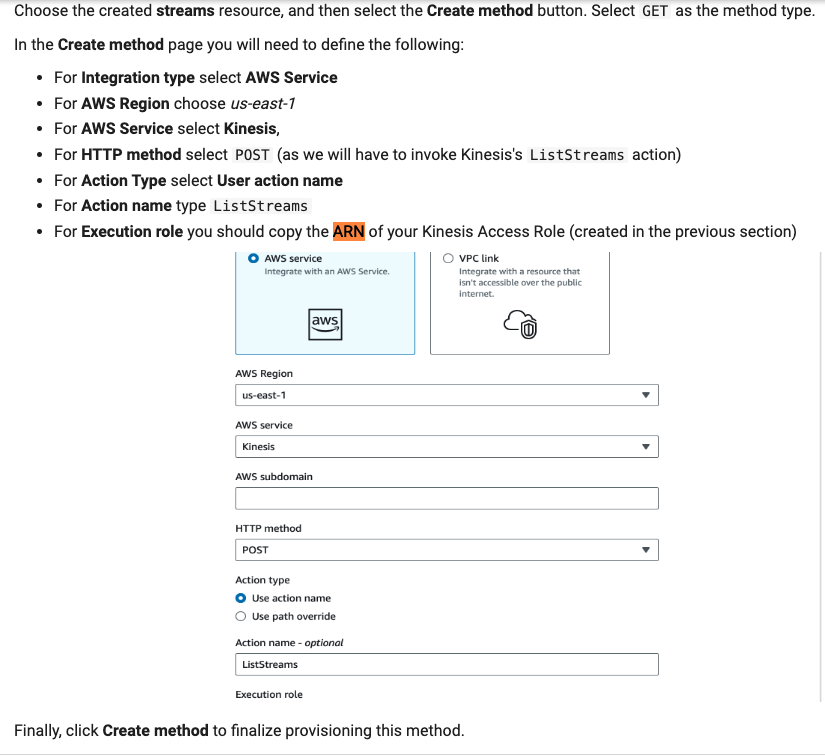 Choose the created streams resource, and then select the Create method button. Select GET as the method type.
In the Create method page you will need to define the following:
• For Integration type select AWS Service
• For AWS Region choose us-east-1
• For AWS Service select Kinesis,
• For HTTP method select POST (as we will have to invoke Kinesis's ListStreams action)
• For Action Type select User action name
• For Action name type ListStreams
• For Execution role you should copy the ARN of your Kinesis Access Role (created in the previous section)
AWS service
Integrate with an AWS Service.
aws
VPC link
Integrate with a resource that
isn't accessible over the public
internet.
AWS Region
us-east-1
AWS service
Kinesis
AWS subdomain
HTTP method
POST
Action type
Use action name
Use path override
Action name - optional
ListStreams
Execution role
Finally, click Create method to finalize provisioning this method.